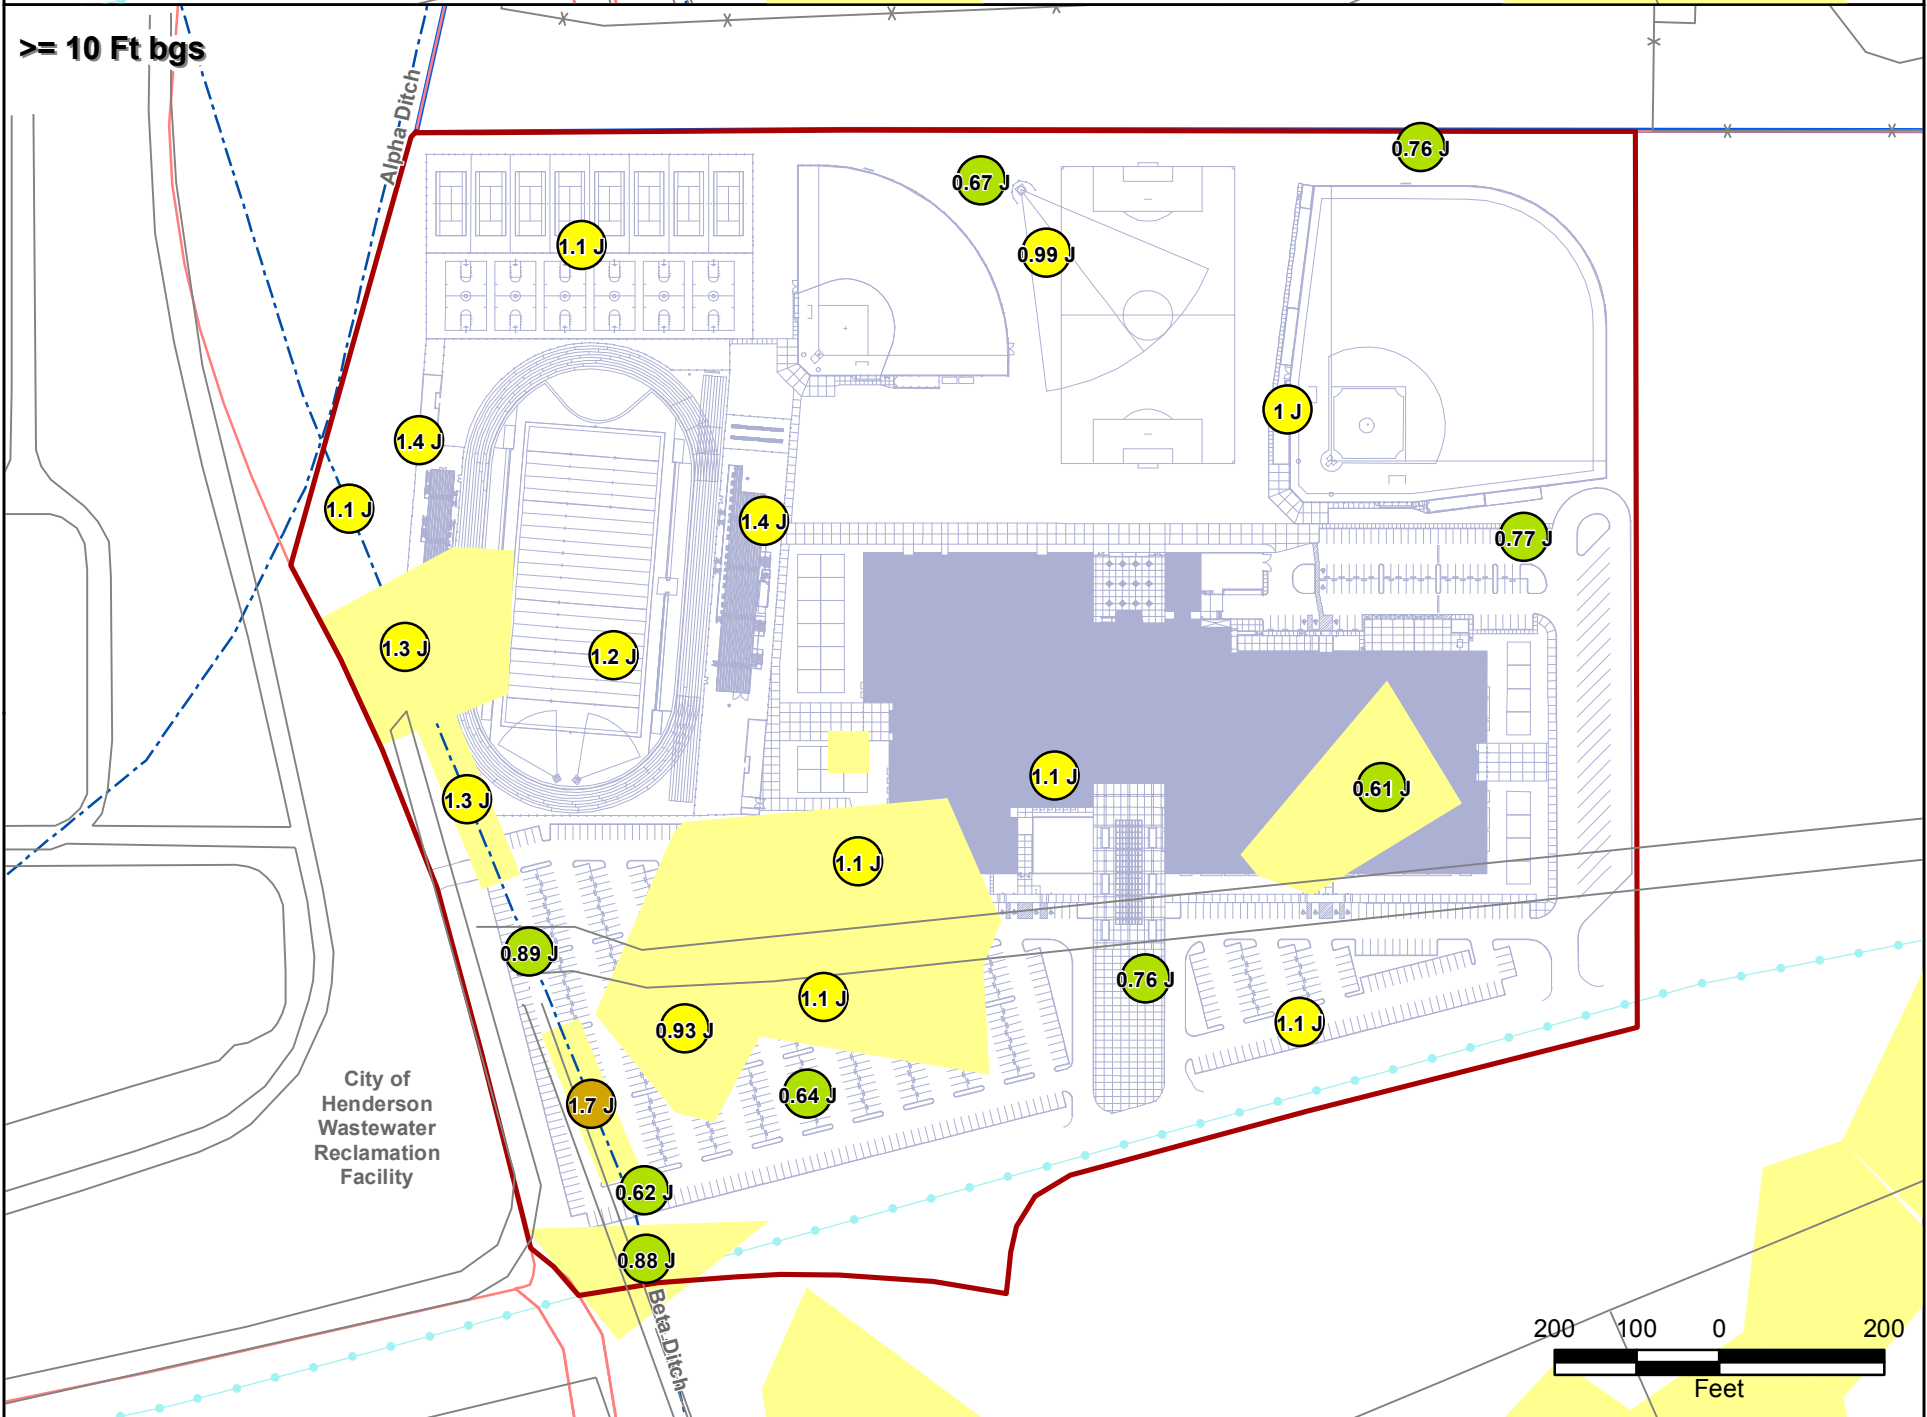 >= 10 Ft bgs
Alpha Ditch
0.76 J
0.67 J
1.1 J
0.99 J
1 J
1.4 J
1.1 J
1.4 J
0.77 J
1.3 J
1.2 J
1.1 J
0.61 J
1.3 J
1.1 J
0.89 J
0.76 J
1.1 J
0.93 J
1.1 J
1.7 J
0.64 J
City of
Henderson
Wastewater
Reclamation
Facility
0.62 J
0.88 J
Beta Ditch
200 100 0 200
Feet